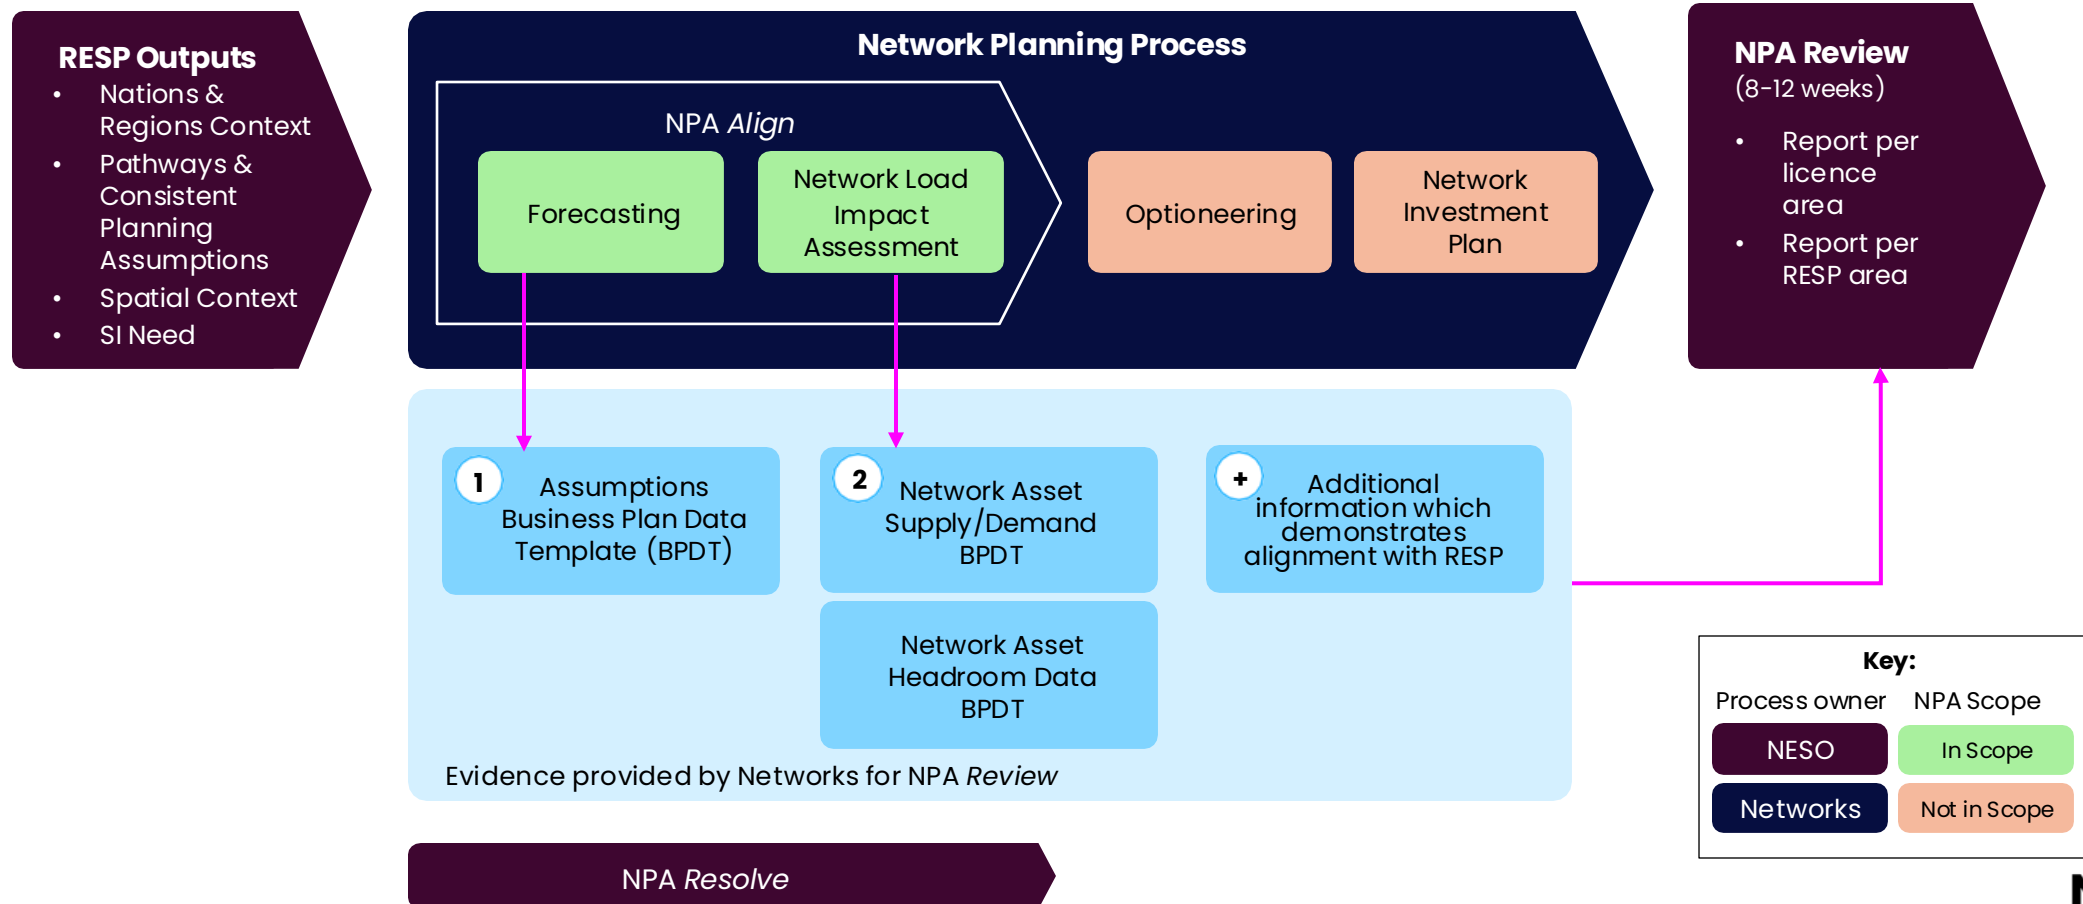 RESP Outputs
• Nations &
Regions Context
• Pathways &
Consistent
Planning
Assumptions
• Spatial Context
• SI Need
Network Planning Process
NPA Align
Forecasting
Network Load
Impact
Assessment
Optioneering
Network
Investment
Plan
NPA Review
(8-12 weeks)
• Report per
licence
area
• Report per
RESP area
1
Assumptions
Business Plan Data
Template (BPDT)
2
Network Asset
Supply/Demand
BPDT
+
Additional
information which
demonstrates
alignment with RESP
Network Asset
Headroom Data
BPDT
Evidence provided by Networks for NPA Review
Key:
Process owner NPA Scope
NESO In Scope
Networks Not in Scope
NPA Resolve